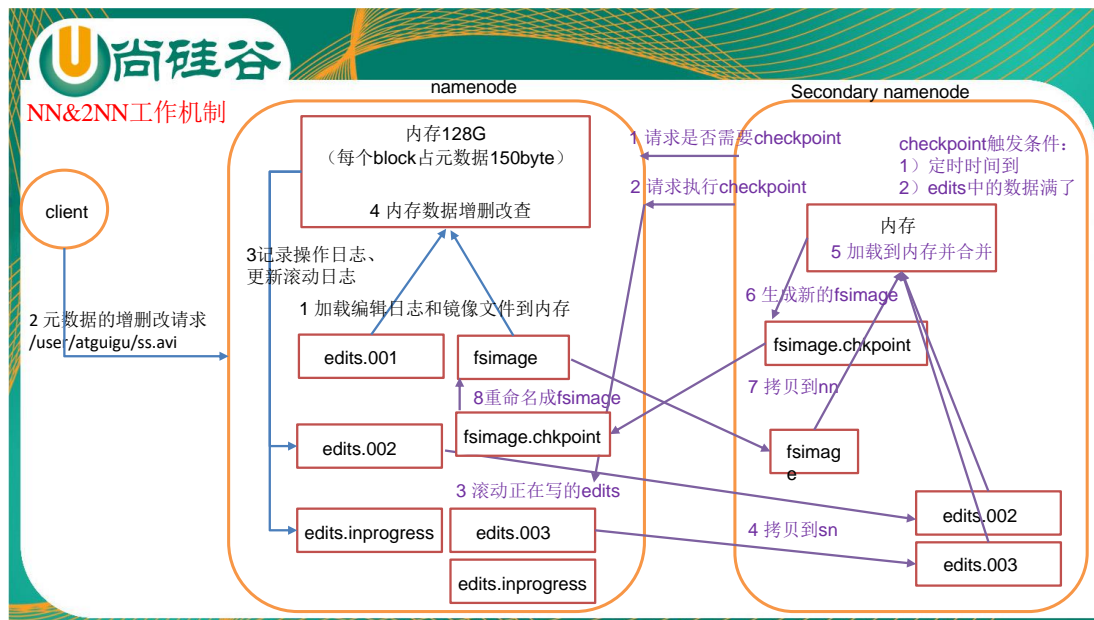 尚硅谷
NN&2NN工作机制
namenode
Secondary namenode
内存128G
（每个block占元数据150byte）
4 内存数据增删改查
client
2 元数据的增删改请求
/user/atguigu/ss.avi
3记录操作日志、
更新滚动日志
1 加载编辑日志和镜像文件到内存
edits.001
fsimage
8重命名成fsimage
fsimage.chkpoint
edits.002
3 滚动正在写的edits
edits.inprogress
edits.003
edits.inprogress
1 请求是否需要checkpoint
2 请求执行checkpoint
checkpoint触发条件：
1）定时时间到
2）edits中的数据满了
内存
5 加载到内存并合并
6 生成新的fsimage
fsimage.chkpoint
7 拷贝到nn
fsimag
e
4 拷贝到sn
edits.002
edits.003